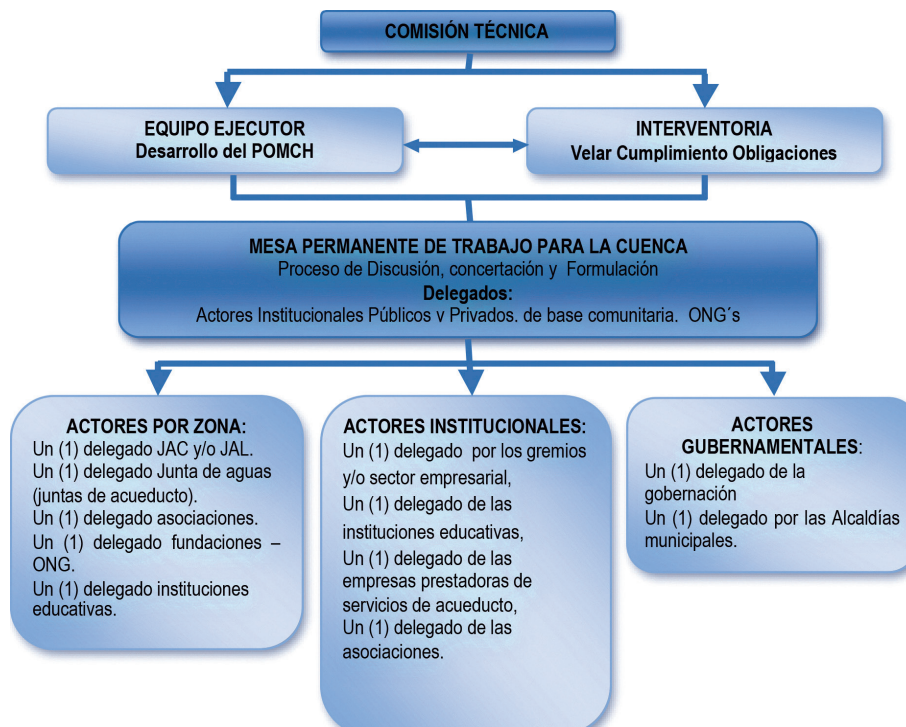 COMISIÓN TÉCNICA
EQUIPO EJECUTOR
Desarrollo del POMCH
INTERVENTORIA
Velar Cumplimiento Obligaciones
MESA PERMANENTE DE TRABAJO PARA LA CUENCA
Proceso de Discusión, concertación y Formulación
Delegados:
Actores Institucionales Públicos y Privados. de base comunitaria. ONG´s
ACTORES POR ZONA:
Un (1) delegado JAC y/o JAL.
Un (1) delegado Junta de aguas
(juntas de acueducto).
Un (1) delegado asociaciones.
Un (1) delegado fundaciones –
ONG.
Un (1) delegado instituciones
educativas.
ACTORES INSTITUCIONALES:
Un (1) delegado por los gremios
y/o sector empresarial,
Un (1) delegado de las
instituciones educativas,
Un (1) delegado de las
empresas prestadoras de
servicios de acueducto,
Un (1) delegado de las
asociaciones.
ACTORES
GUBERNAMENTALES:
Un (1) delegado de la
gobernación
Un (1) delegado por las Alcaldías
municipales.